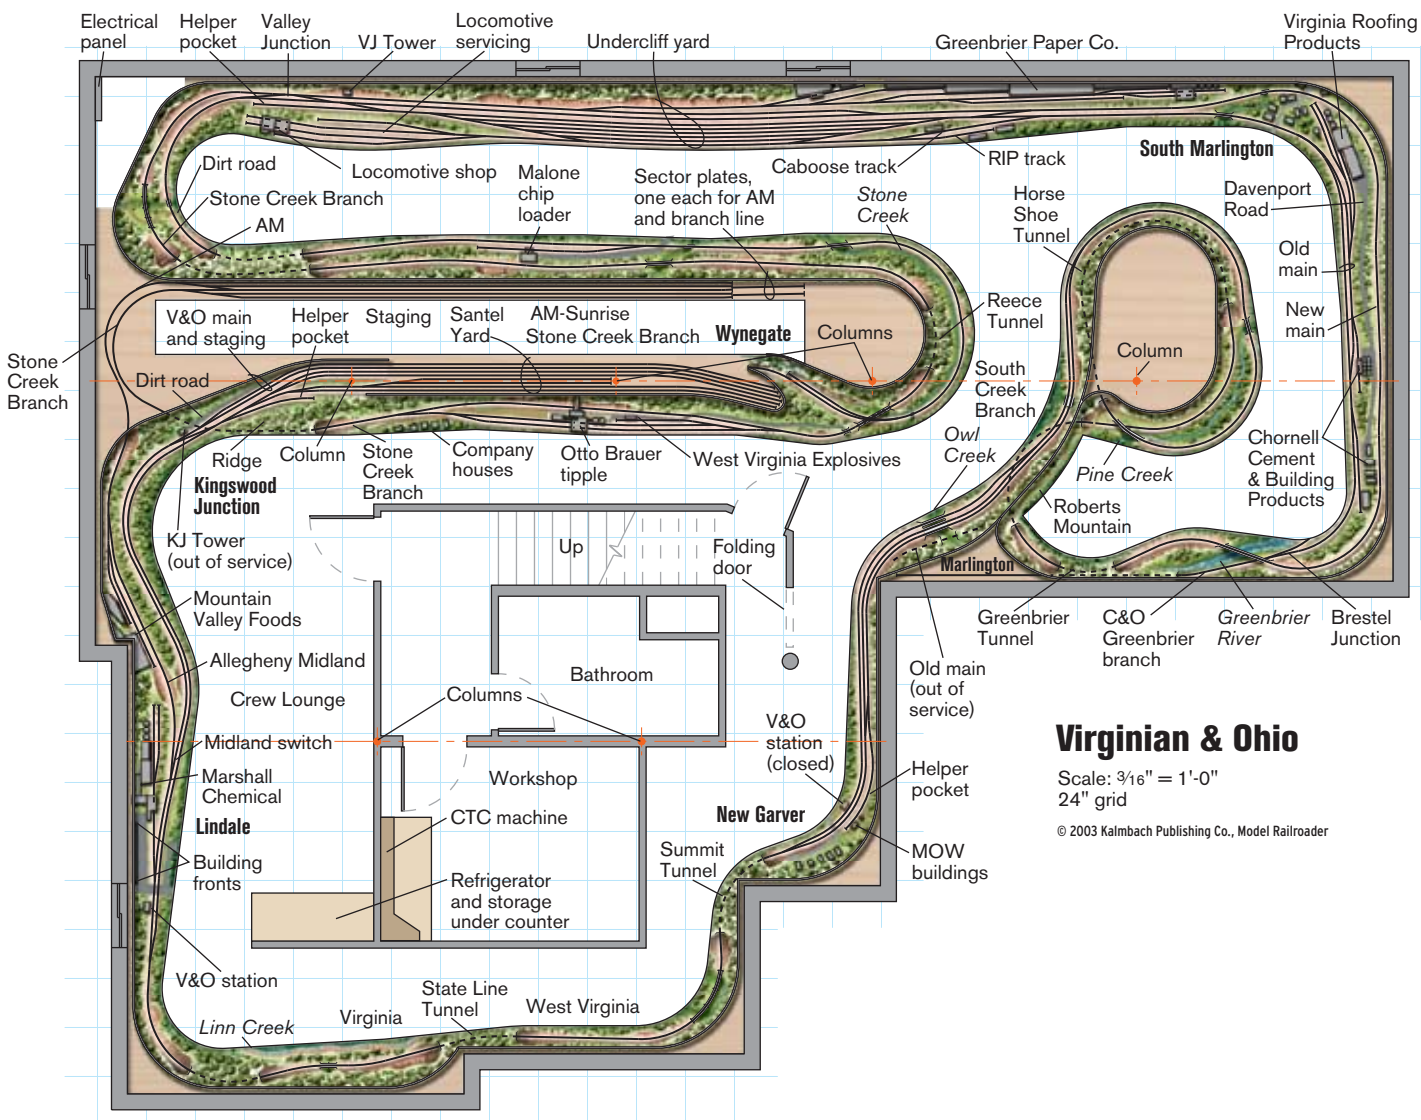 Electrical
panel
Helper
pocket
Valley
Junction
VJ Tower
Locomotive
servicing
Undercliff yard
Greenbrier Paper Co.
Virginia Roofing
Products
Dirt road
Locomotive shop
Stone Creek Branch
AM
Malone
chip
loader
Sector plates,
one each for AM
and branch line
Caboose track
RIP track
Stone
Creek
Horse
Shoe
Tunnel
South Marlington
Davenport
Road
Old
main
New
main
V&O main
and staging
Helper
pocket
Staging
Santel
Yard
AM-Sunrise
Stone Creek Branch
Wynegate
Columns
Reece
Tunnel
Column
Stone
Creek
Branch
Dirt road
South
Creek
Branch
Owl
Creek
Pine Creek
Chornell
Cement
& Building
Products
Ridge
Column
Stone
Creek
Branch
Company
houses
Otto Brauer
tipple
West Virginia Explosives
Kingswood
Junction
KJ Tower
(out of service)
Up
Folding
door
Roberts
Mountain
Marlington
Mountain
Valley Foods
Greenbrier
Tunnel
C&O
Greenbrier
branch
Greenbrier
River
Brestel
Junction
Allegheny Midland
Crew Lounge
Columns
Bathroom
Old main
(out of
service)
V&O
station
(closed)
Midland switch
Marshall
Chemical
Workshop
Helper
pocket
Virginian & Ohio
Scale: 3/16" = 1'-0"
24" grid
© 2003 Kalmbach Publishing Co., Model Railroader
Lindale
CTC machine
New Garver
Building
fronts
Refrigerator
and storage
under counter
Summit
Tunnel
MOW
buildings
V&O station
Linn Creek
Virginia
State Line
Tunnel
West Virginia